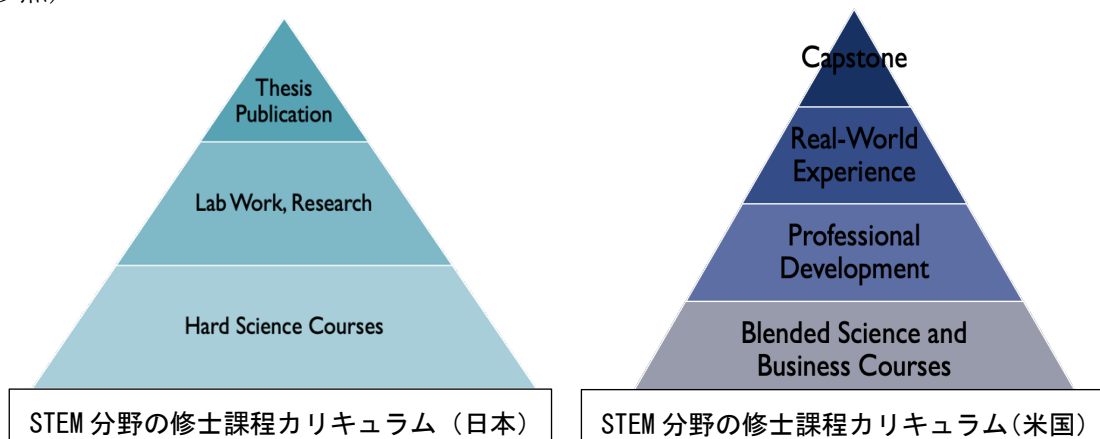 Thesis
Publication
Lab Work, Research
Hard Science Courses
STEM 分野の修士課程カリキュラム（日本）
Capstone
Real-World
Experience
Professional
Development
Blended Science and
Business Courses
STEM 分野の修士課程カリキュラム(米国)